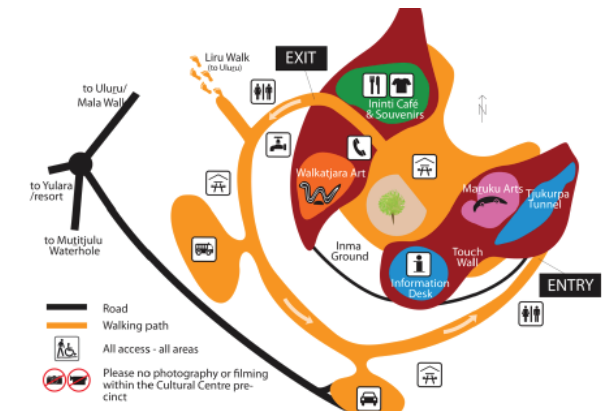 Liru Walk
(to Uluru)
EXIT
to Uluru/
Mala Walk
Ininti Café
& Souvenirs
N
Walkatjara Art
Maruku Arts
Tjukurpa
Tunnel
to Yulara
/resort
to Mutitjulu
Waterhole
Inma
Ground
Touch
Wall
i
Information
Desk
ENTRY
Road
Walking path
All access - all areas
Please no photography or filming
within the Cultural Centre pre-
cinct